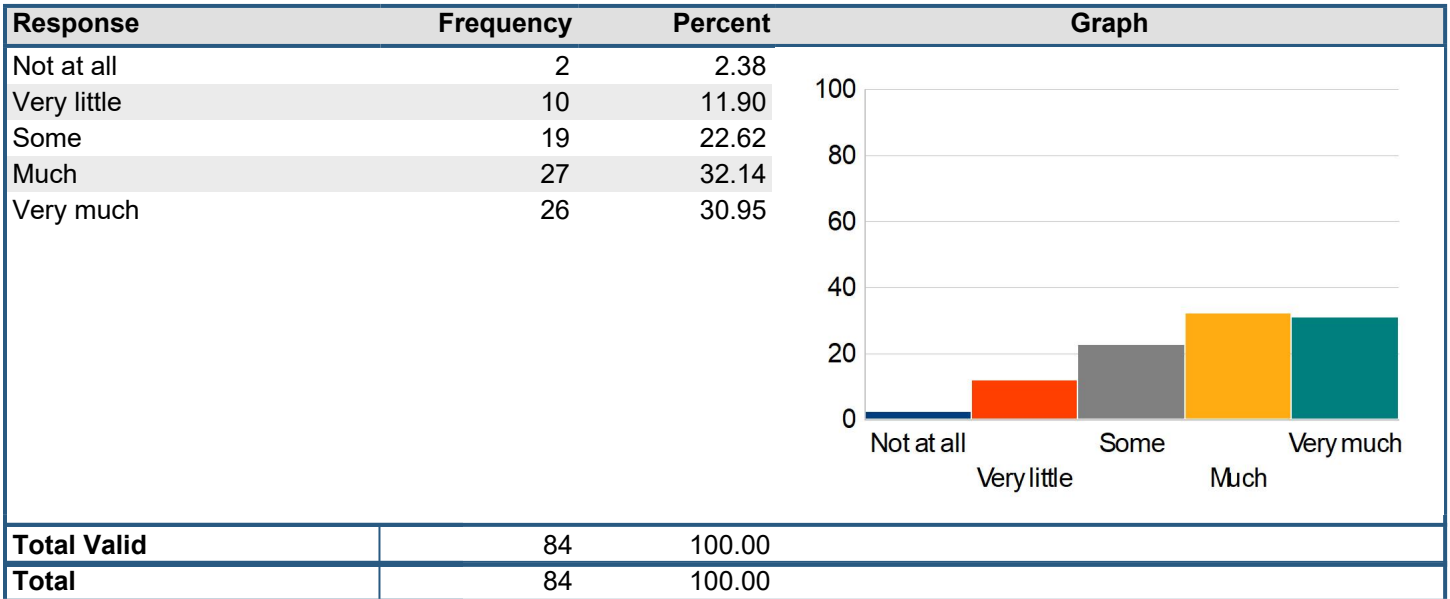 Response Frequency Percent Graph
Not at all 2 2.38
Very little 10 11.90
Some 19 22.62
Much 27 32.14
Very much 26 30.95
100
80
60
40
20
0
Not at all Some Very much
Very little Much
Total Valid 84 100.00
Total 84 100.00